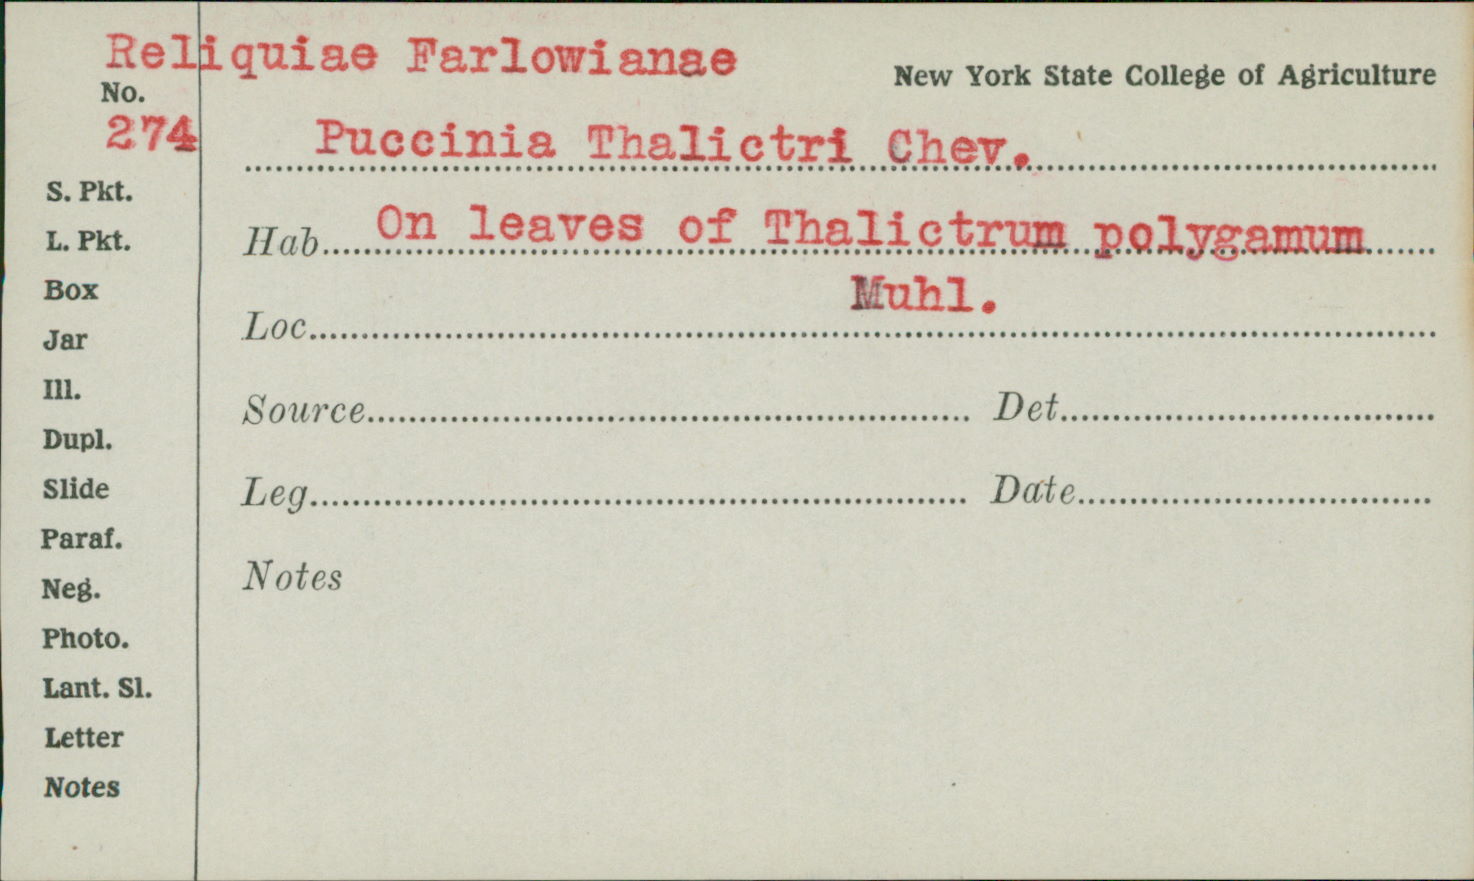 Reliquiae Farlowianae
New York State College of Agriculture
No.
274
Puccinia Thalictri Chev.
S. Pkt.
L. Pkt.
Box
Jar
Ill.
Dupl.
Slide
Paraf.
Neg.
Photo.
Lant. Sl.
Letter
Notes
Hab. On leaves of Thalictrum polygamum
Muhl.
Loc.
Source Det.
Leg. Date
Notes